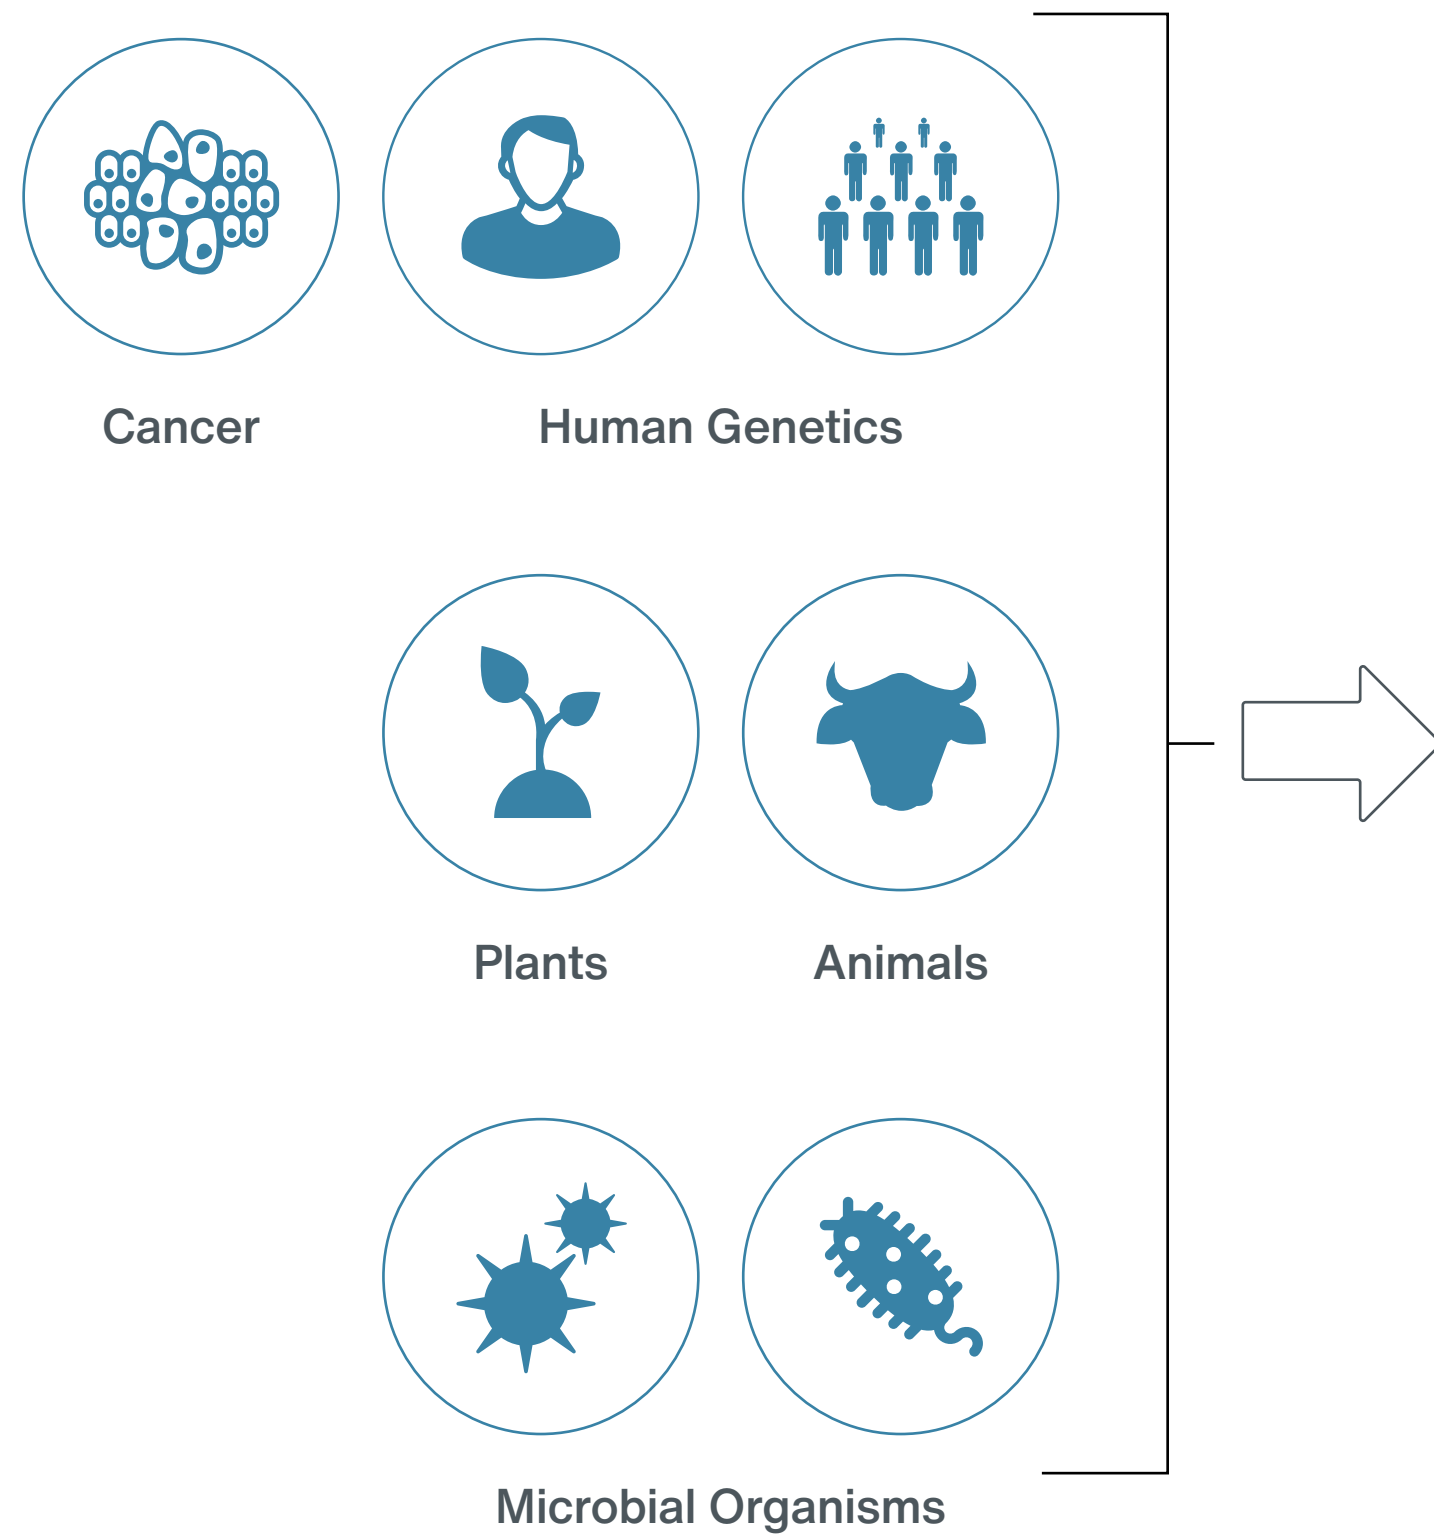 Cancer
Human Genetics
Plants
Animals
Microbial Organisms